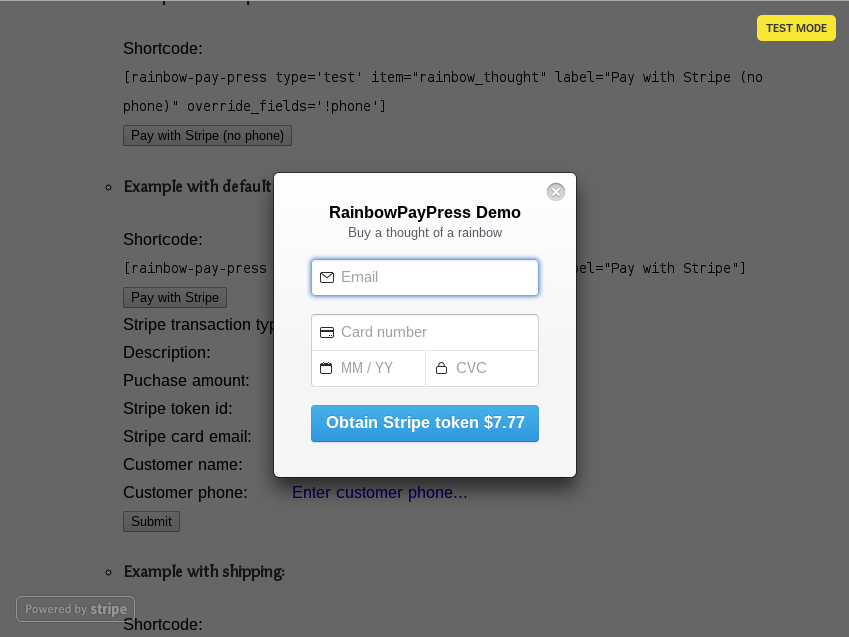 TEST MODE
Shortcode:
[rainbow-pay-press type='test' item="rainbow_thought" label="Pay with Stripe (no
phone)" override_fields='!phone']
Pay with Stripe (no phone)
Example with default
Shortcode:
[rainbow-pay-press
bel="Pay with Stripe"]
Pay with Stripe
Stripe transaction typ
Description:
Puchase amount:
Stripe token id:
Stripe card email:
Customer name:
Customer phone: Enter customer phone...
Submit
Example with shipping:
Shortcode:
RainbowPayPress Demo
Buy a thought of a rainbow
Email
Card number
MM / YY CVC
Obtain Stripe token $7.77
Powered by stripe